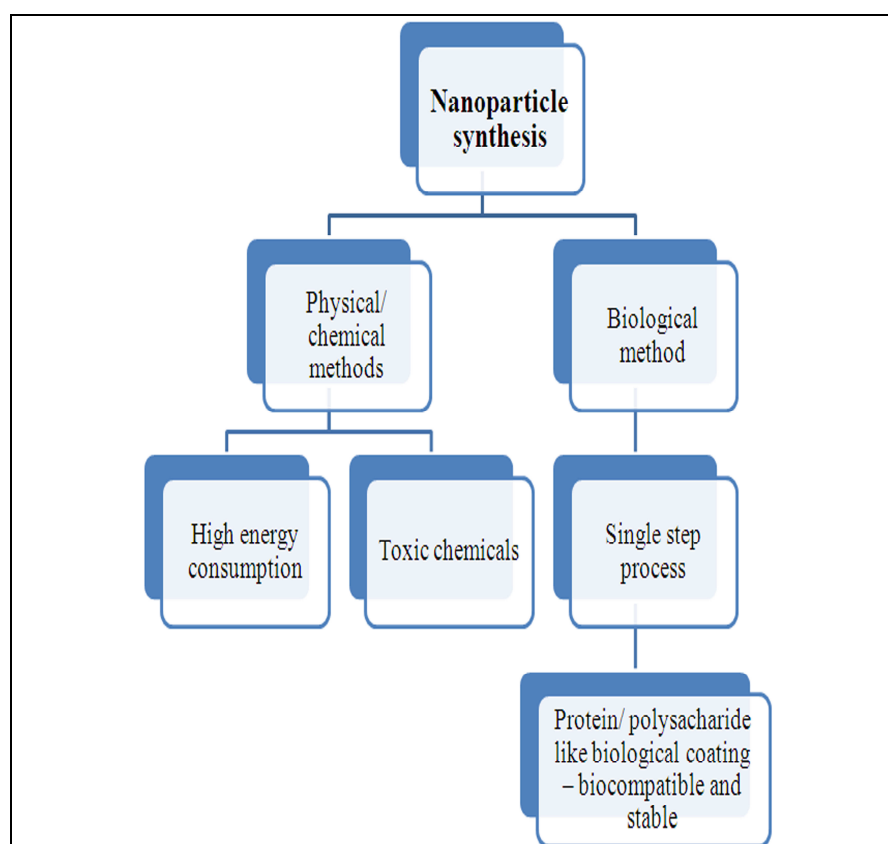 Nanoparticle
synthesis
Physical/
chemical
methods
Biological
method
High energy
consumption
Toxic chemicals
Single step
process
Protein/ polysacharide
like biological coating
– biocompatible and
stable